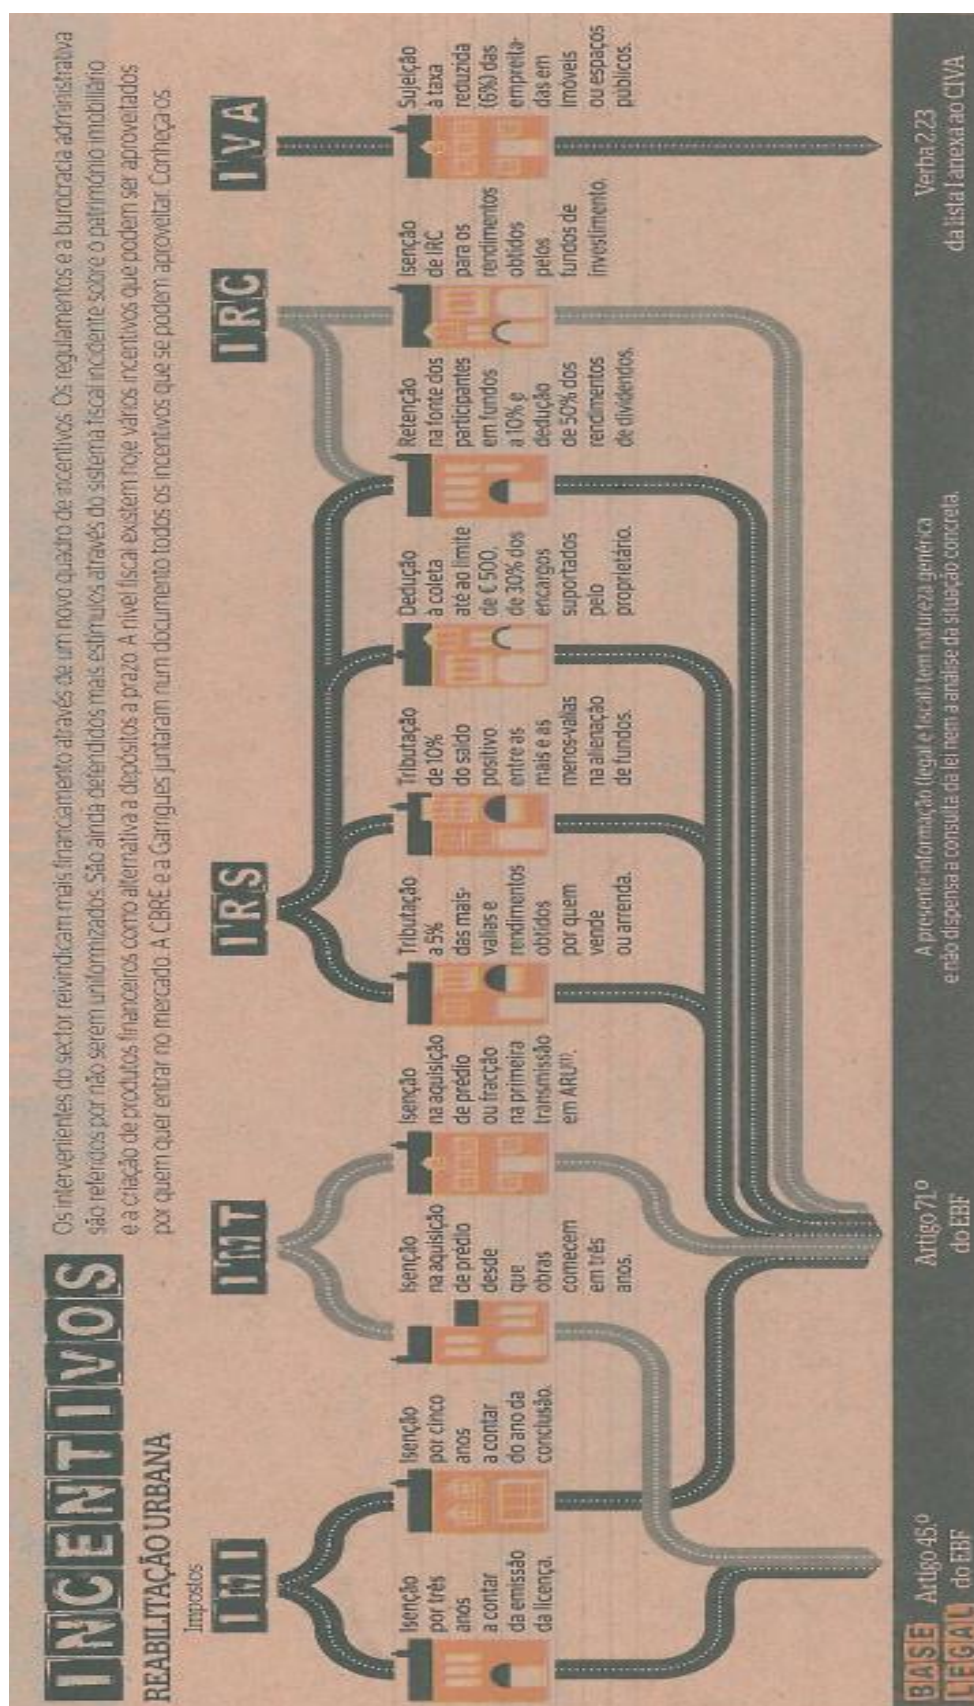 INCENTIVOS
REABILITAÇÃO URBANA
Impostos
Os intervenientes do sector reivindicam mais financiamento através de um novo quadro de incentivos. Os regulamentos e a burocracia administrativa
são referidos por não serem uniformizados. São ainda defendidos mais estímulos através do sistema fiscal incidente sobre o património imobiliário
e a criação de produtos financeiros como alternativa a depósitos a prazo. A nível fiscal existem hoje vários incentivos que podem ser aproveitados
por quem quer entrar no mercado. A CBRE e a Garrigues juntaram num documento todos os incentivos que se podem aproveitar. Conheça-os.
IMI
Isenção
por três
anos
a contar
da emissão
da licença.
Isenção
por cinco
anos
a contar
do ano da
conclusão.
IMT
Isenção
na aquisição
de prédio
desde
que
obras
comecem
em três
anos.
Isenção
na aquisição
de prédio
ou fracção
na primeira
transmissão
em ARU(1).
IRS
Tributação
a 5%
das mais-
valias e
rendimentos
obtidos
por quem
vende
ou arrenda.
Tributação
de 10%
do saldo
positivo
entre as
mais e as
menos-valias
na alienação
de fundos.
Dedução
à coleta
até ao limite
de € 500,
de 30% dos
encargos
suportados
pelo
proprietário.
Retenção
na fonte dos
participantes
em fundos
a 10% e
dedução
de 50% dos
rendimentos
de dividendos.
IRC
Isenção
de IRC
para os
rendimentos
obtidos
pelos
fundos de
investimento.
IVA
Sujeição
à taxa
reduzida
(6%) das
empreita-
das em
imóveis
ou espaços
públicos.
BASE
LEGAL
Artigo 45.º
do EBF
Artigo 71.º
do EBF
A presente informação (legal e fiscal) tem natureza genérica
e não dispensa a consulta da lei nem a análise da situação concreta.
Verba 2.23
da lista I anexa ao CIVA